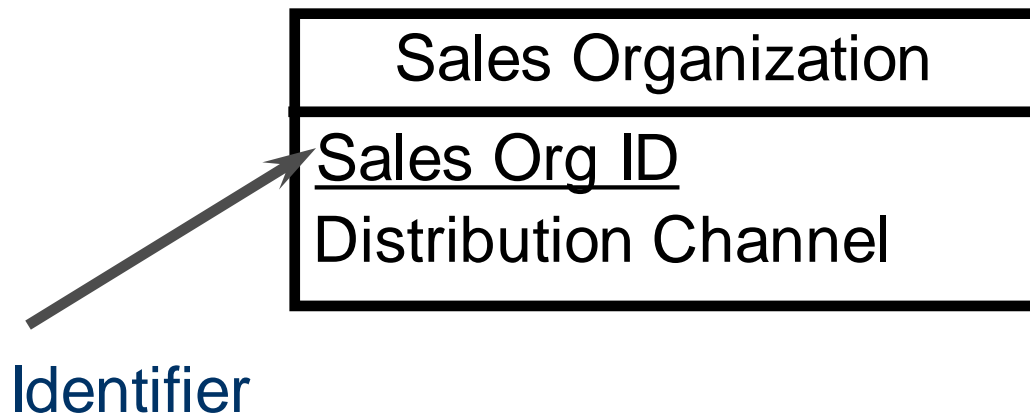 Sales Organization
Sales Org ID
Distribution Channel
Identifier